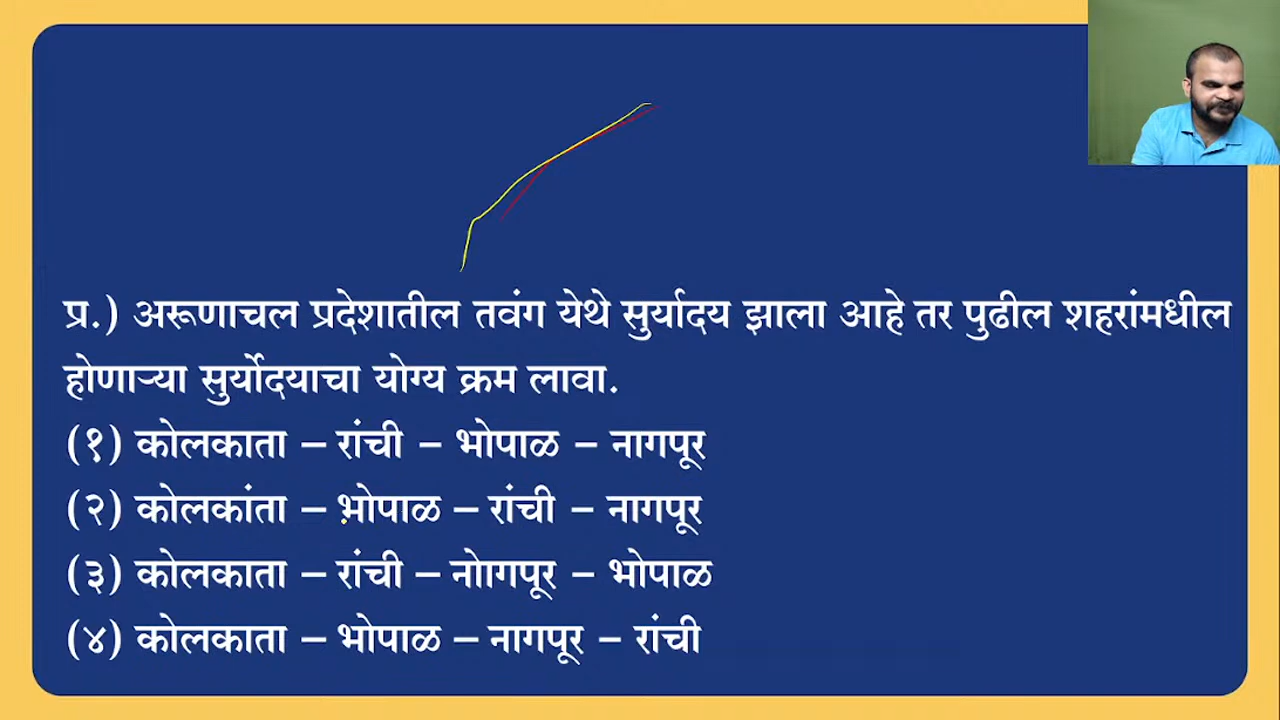 प्र.) अरूणाचल प्रदेशातील तवंग येथे सुर्यादय झाला आहे तर पुढील शहरांमधील
होणाऱ्या सुर्योदयाचा योग्य क्रम लावा.
(१) कोलकाता – रांची – भोपाळ – नागपूर
(२) कोलकांता – भोपाळ – रांची – नागपूर
(३) कोलकाता – रांची – नोागपूर – भोपाळ
(४) कोलकाता – भोपाळ – नागपूर – रांची